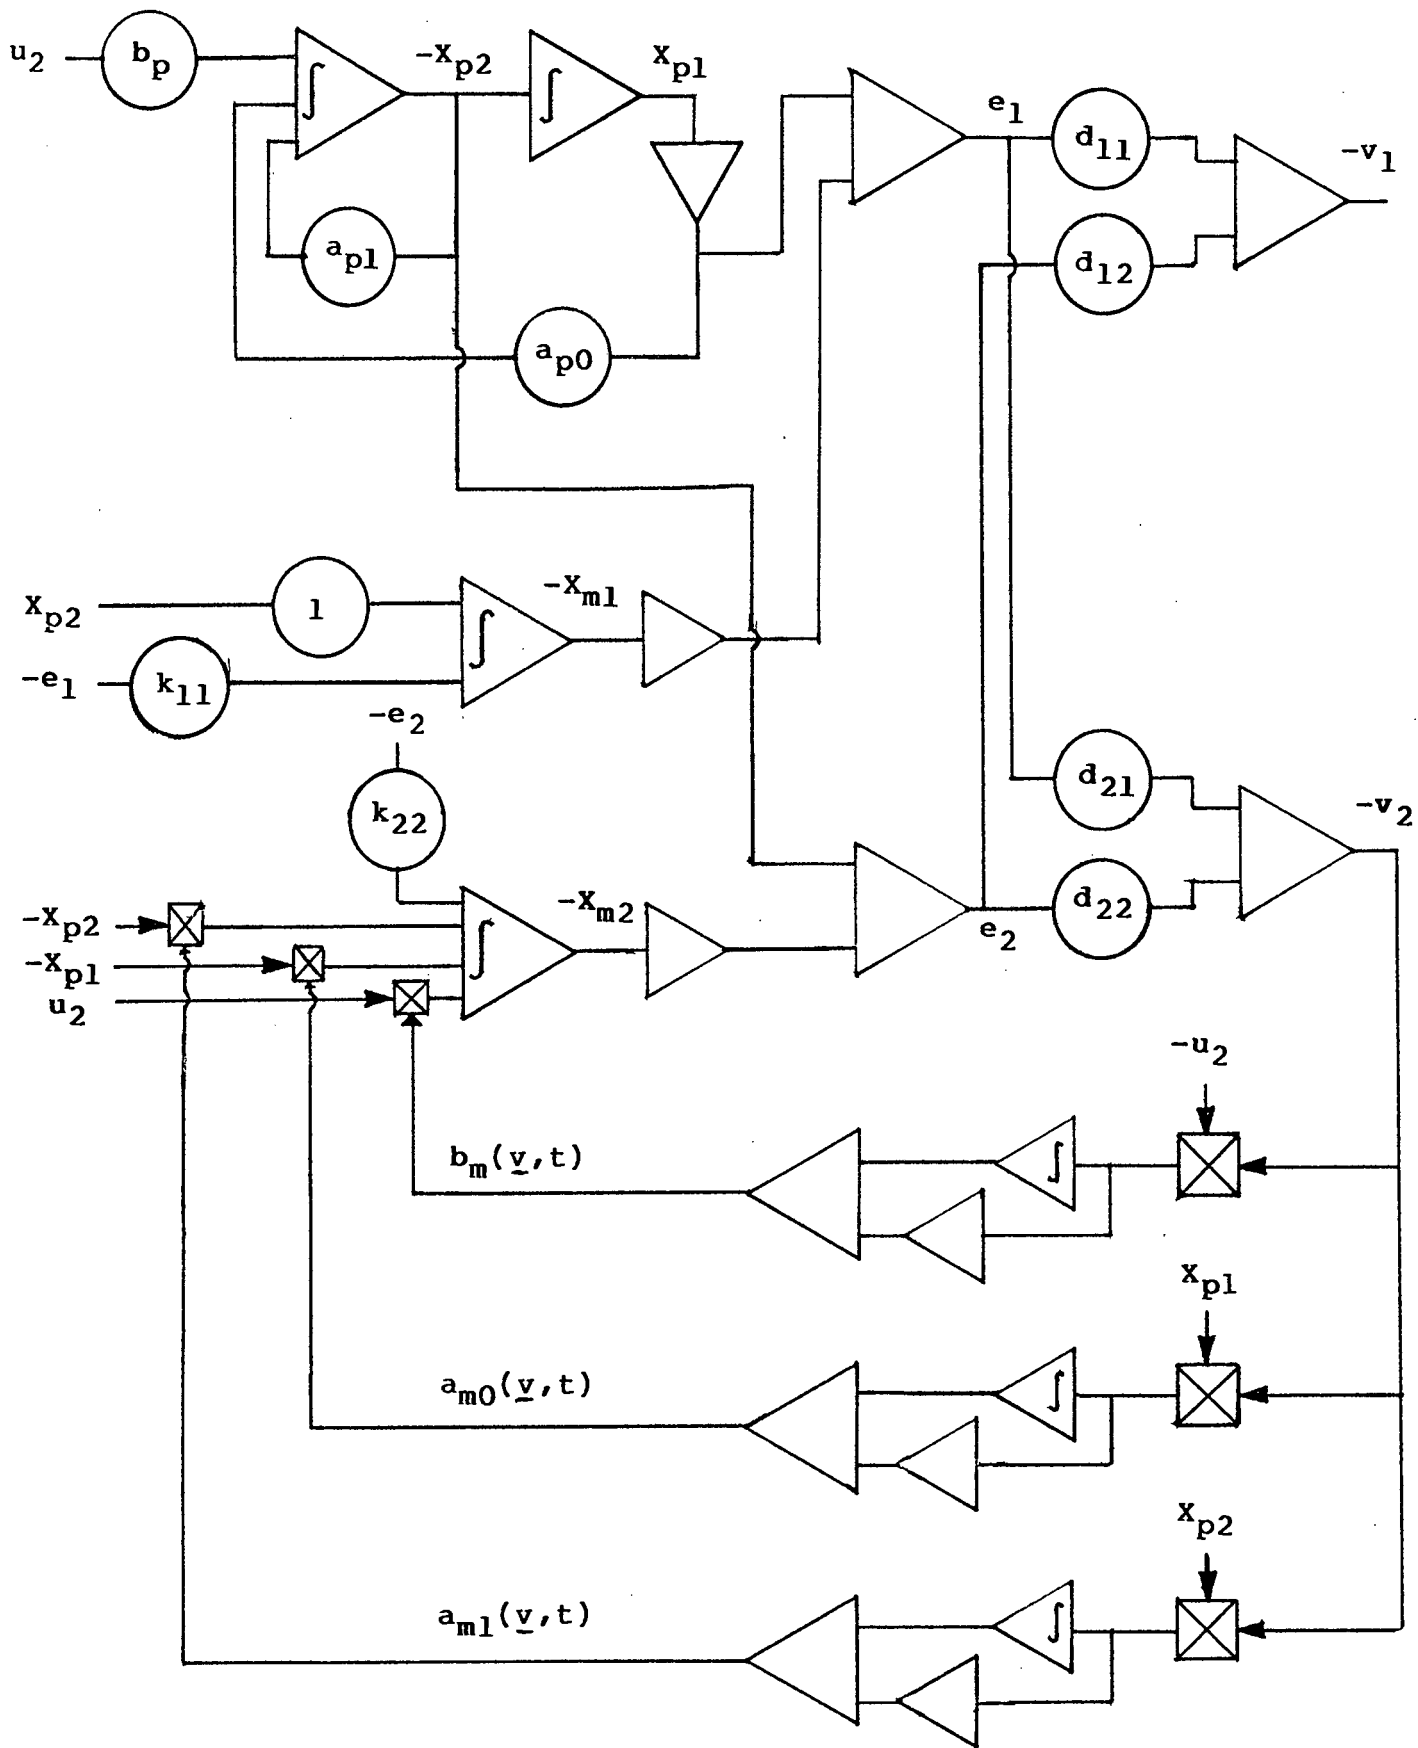 u2
bp
∫
-Xp2
∫
Xp1
ap1
ap0
e1
d11
-v1
d12
Xp2
1
∫
-Xm1
-e1
k11
-e2
k22
d21
-v2
-Xp2
-Xp1
u2
∫
-Xm2
e2
d22
-u2
bm(v,t)
∫
Xp1
am0(v,t)
∫
Xp2
am1(v,t)
∫